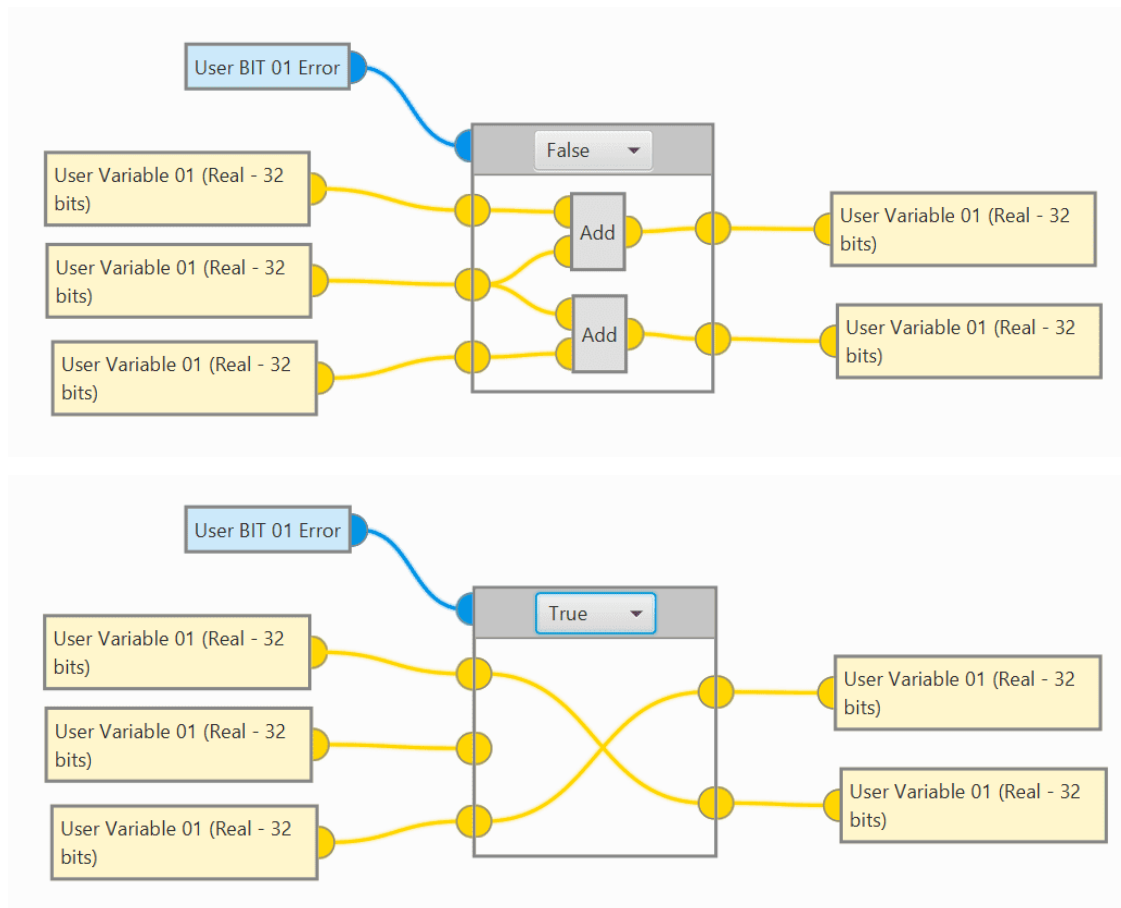 User BIT 01 Error
False
User Variable 01 (Real - 32
bits)
User Variable 01 (Real - 32
bits)
Add
User Variable 01 (Real - 32
bits)
User Variable 01 (Real - 32
bits)
Add
User Variable 01 (Real - 32
bits)
User BIT 01 Error
True
User Variable 01 (Real - 32
bits)
User Variable 01 (Real - 32
bits)
User Variable 01 (Real - 32
bits)
User Variable 01 (Real - 32
bits)
User Variable 01 (Real - 32
bits)